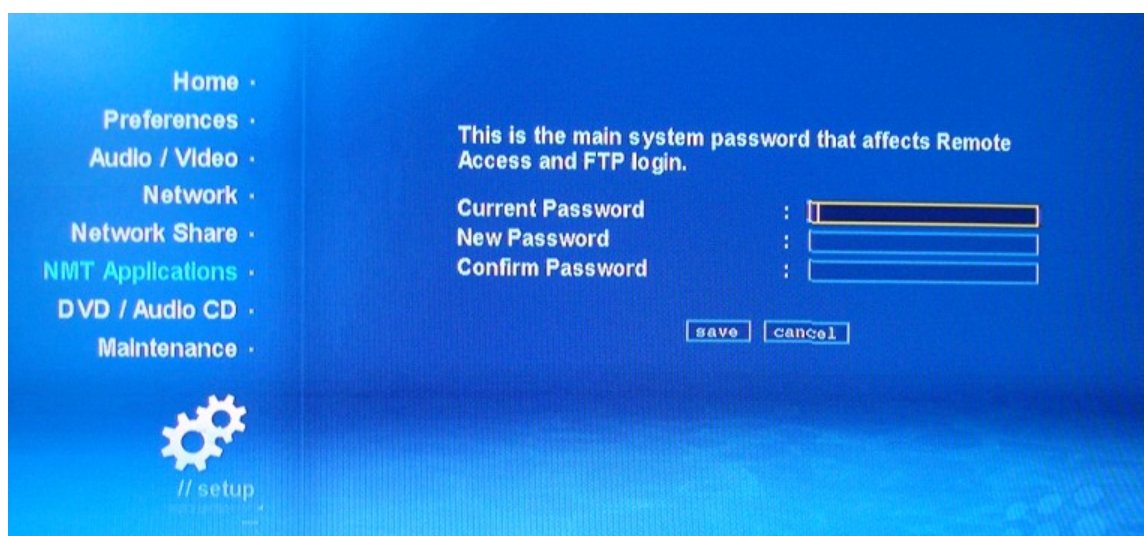 Home
Preferences
Audio / Video
Network
Network Share
NMT Applications
DVD / Audio CD
Maintenance
// setup
This is the main system password that affects Remote
Access and FTP login.
Current Password :
New Password :
Confirm Password :
save cancel